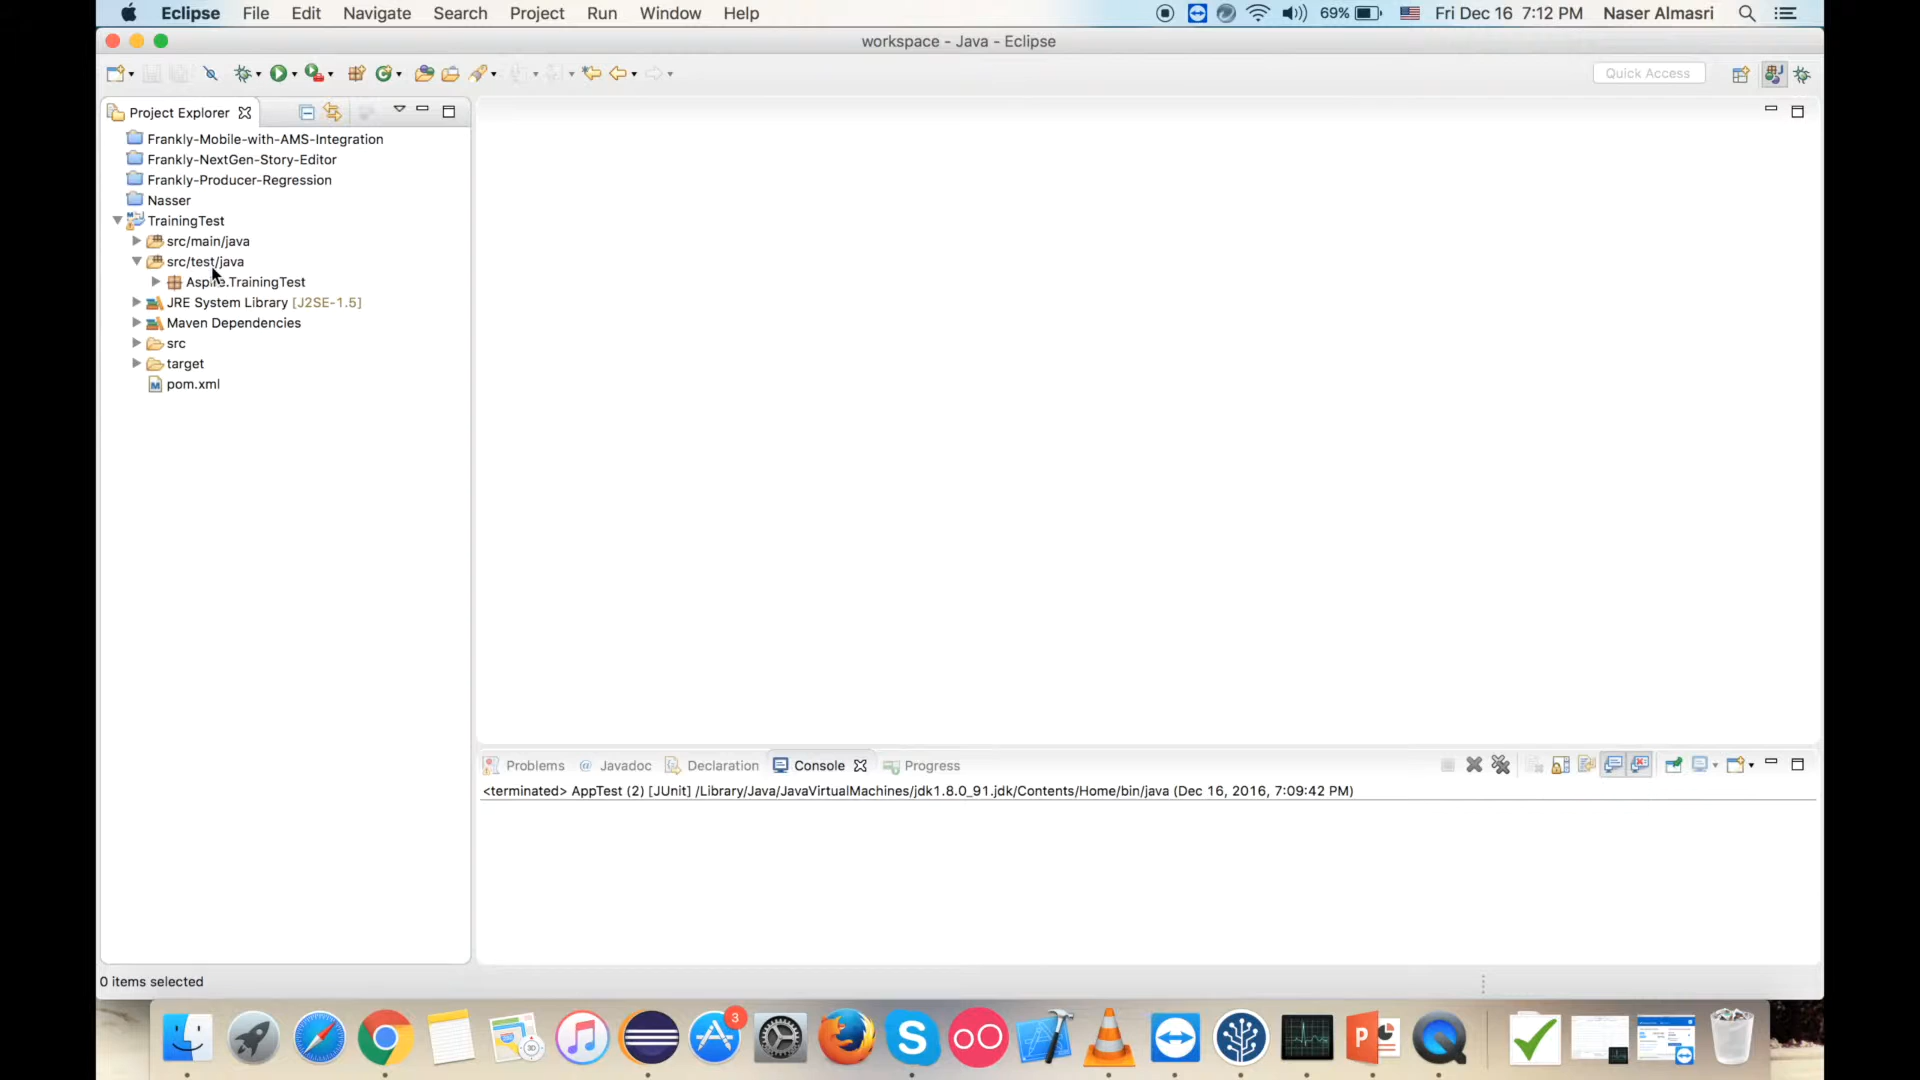 Eclipse File Edit Navigate Search Project Run Window Help 69% Fri Dec 16 7:12 PM Naser Almasri
workspace - Java - Eclipse
Quick Access
Project Explorer
Frankly-Mobile-with-AMS-Integration
Frankly-NextGen-Story-Editor
Frankly-Producer-Regression
Nasser
TrainingTest
src/main/java
src/test/java
Aspire.TrainingTest
JRE System Library [J2SE-1.5]
Maven Dependencies
src
target
pom.xml
Problems @ Javadoc Declaration Console Progress
<terminated> AppTest (2) [JUnit] /Library/Java/JavaVirtualMachines/jdk1.8.0_91.jdk/Contents/Home/bin/java (Dec 16, 2016, 7:09:42 PM)
0 items selected
3